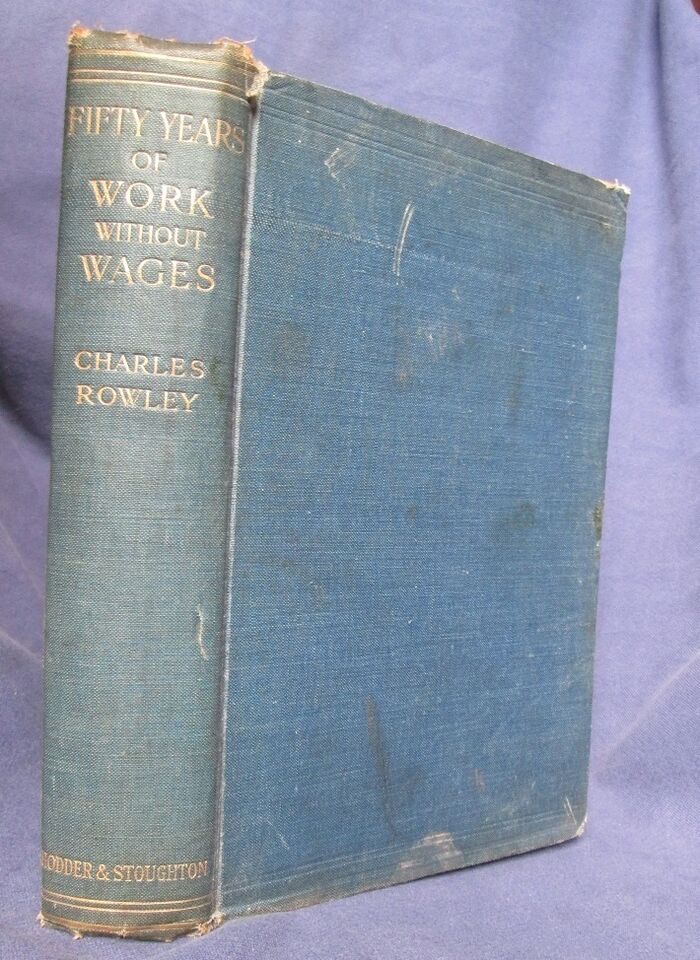 FIFTY YEARS
OF
WORK
WITHOUT
WAGES
CHARLES
ROWLEY
HODDER & STOUGHTON